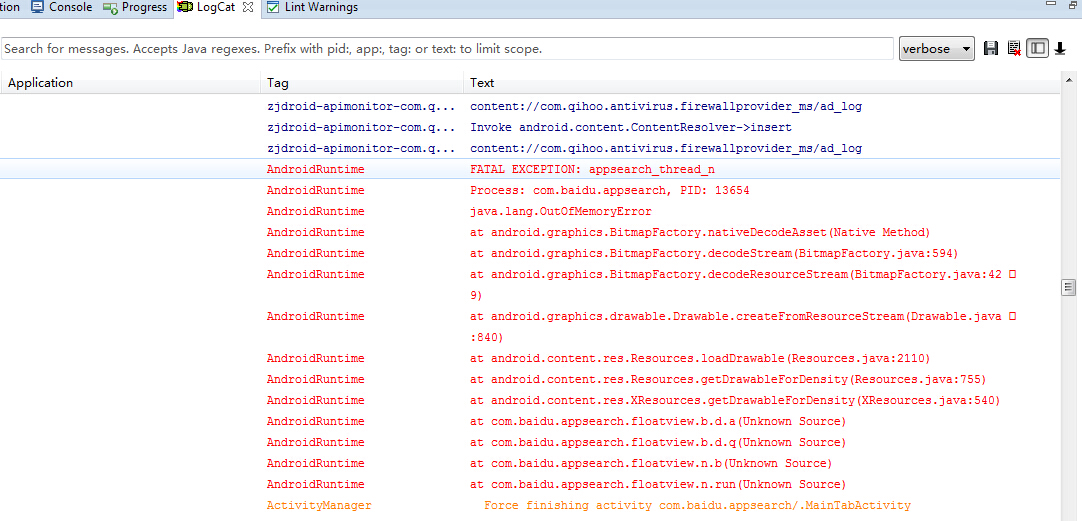 tion Console Progress LogCat Lint Warnings
Search for messages. Accepts Java regexes. Prefix with pid:, app:, tag: or text: to limit scope. verbose
Application Tag Text
zjdroid-apimonitor-com.q... content://com.qihoo.antivirus.firewallprovider_ms/ad_log
zjdroid-apimonitor-com.q... Invoke android.content.ContentResolver->insert
zjdroid-apimonitor-com.q... content://com.qihoo.antivirus.firewallprovider_ms/ad_log
AndroidRuntime FATAL EXCEPTION: appsearch_thread_n
AndroidRuntime Process: com.baidu.appsearch, PID: 13654
AndroidRuntime java.lang.OutOfMemoryError
AndroidRuntime at android.graphics.BitmapFactory.nativeDecodeAsset(Native Method)
AndroidRuntime at android.graphics.BitmapFactory.decodeStream(BitmapFactory.java:594)
AndroidRuntime at android.graphics.BitmapFactory.decodeResourceStream(BitmapFactory.java:42
9)
AndroidRuntime at android.graphics.drawable.Drawable.createFromResourceStream(Drawable.java
:840)
AndroidRuntime at android.content.res.Resources.loadDrawable(Resources.java:2110)
AndroidRuntime at android.content.res.Resources.getDrawableForDensity(Resources.java:755)
AndroidRuntime at android.content.res.XResources.getDrawableForDensity(XResources.java:540)
AndroidRuntime at com.baidu.appsearch.floatview.b.d.a(Unknown Source)
AndroidRuntime at com.baidu.appsearch.floatview.b.d.q(Unknown Source)
AndroidRuntime at com.baidu.appsearch.floatview.n.b(Unknown Source)
AndroidRuntime at com.baidu.appsearch.floatview.n.run(Unknown Source)
ActivityManager Force finishing activity com.baidu.appsearch/.MainTabActivity